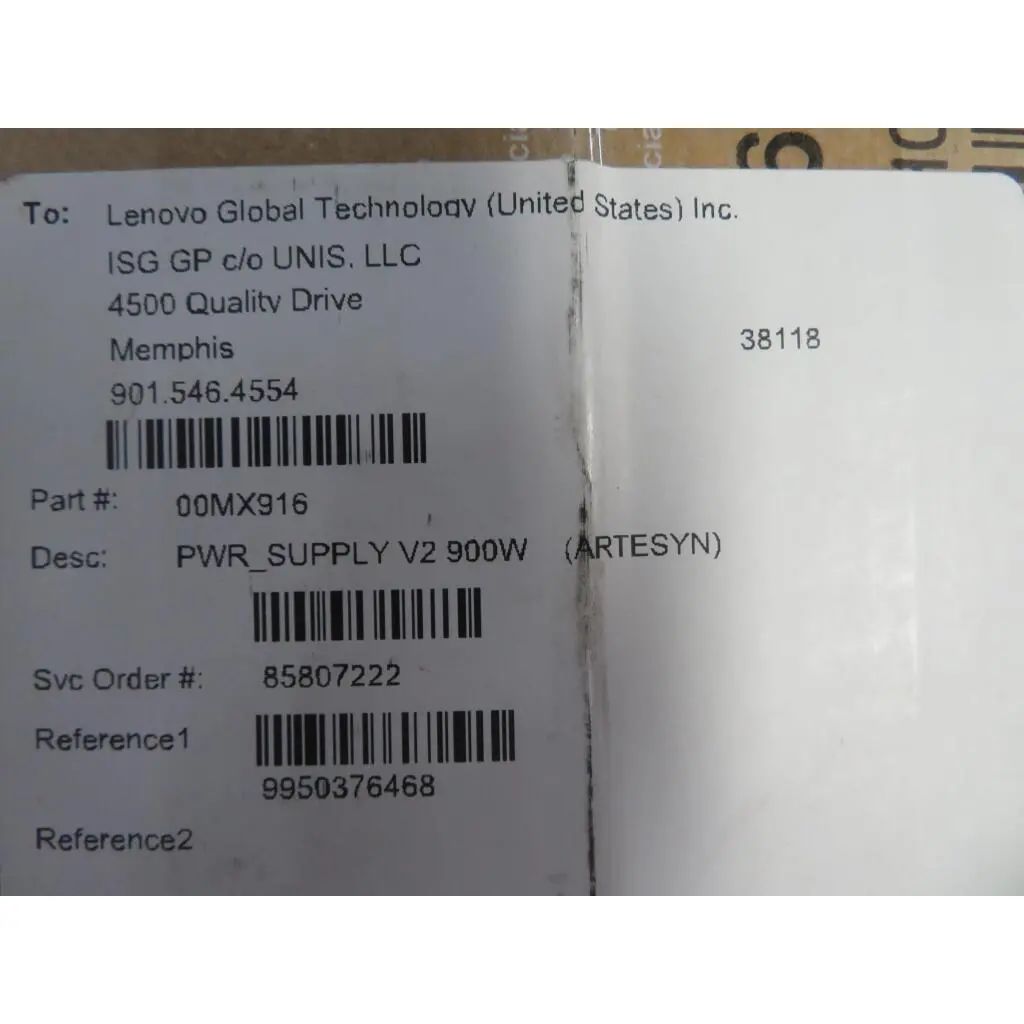 To: Lenovo Global Technology (United States) Inc.
ISG GP c/o UNIS, LLC
4500 Quality Drive
Memphis 38118
901.546.4554
Part #: 00MX916
Desc: PWR_SUPPLY V2 900W (ARTESYN)
Svc Order #: 85807222
Reference1
9950376468
Reference2